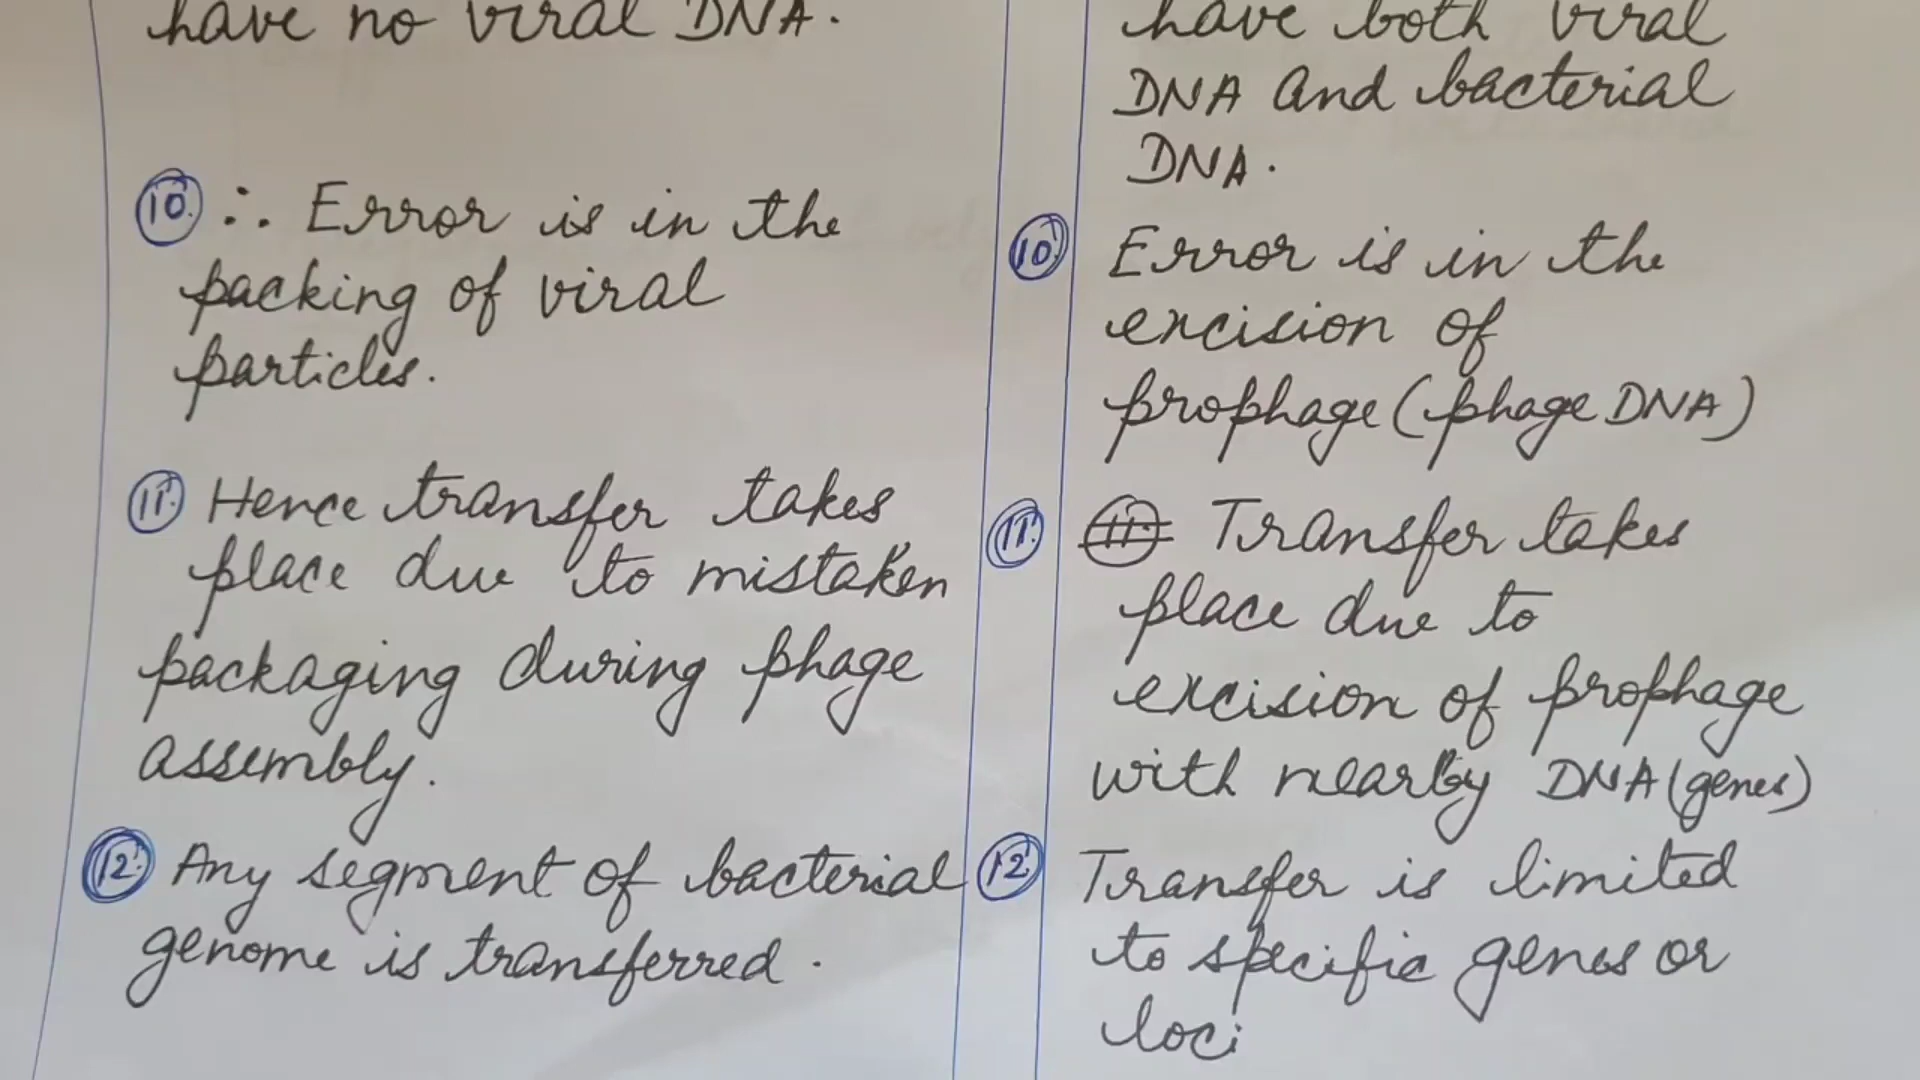 have no viral DNA.
10. ∴ Error is in the
packing of viral
particles.
11. Hence transfer takes
place due to mistaken
packaging during phage
assembly.
12. Any segment of bacterial
genome is transferred.
have both viral
DNA and bacterial
DNA.
10. Error is in the
excision of
prophage (phage DNA)
11. 11. Transfer takes
place due to
excision of prophage
with nearby DNA (genes)
12. Transfer is limited
to specific genes or
loci